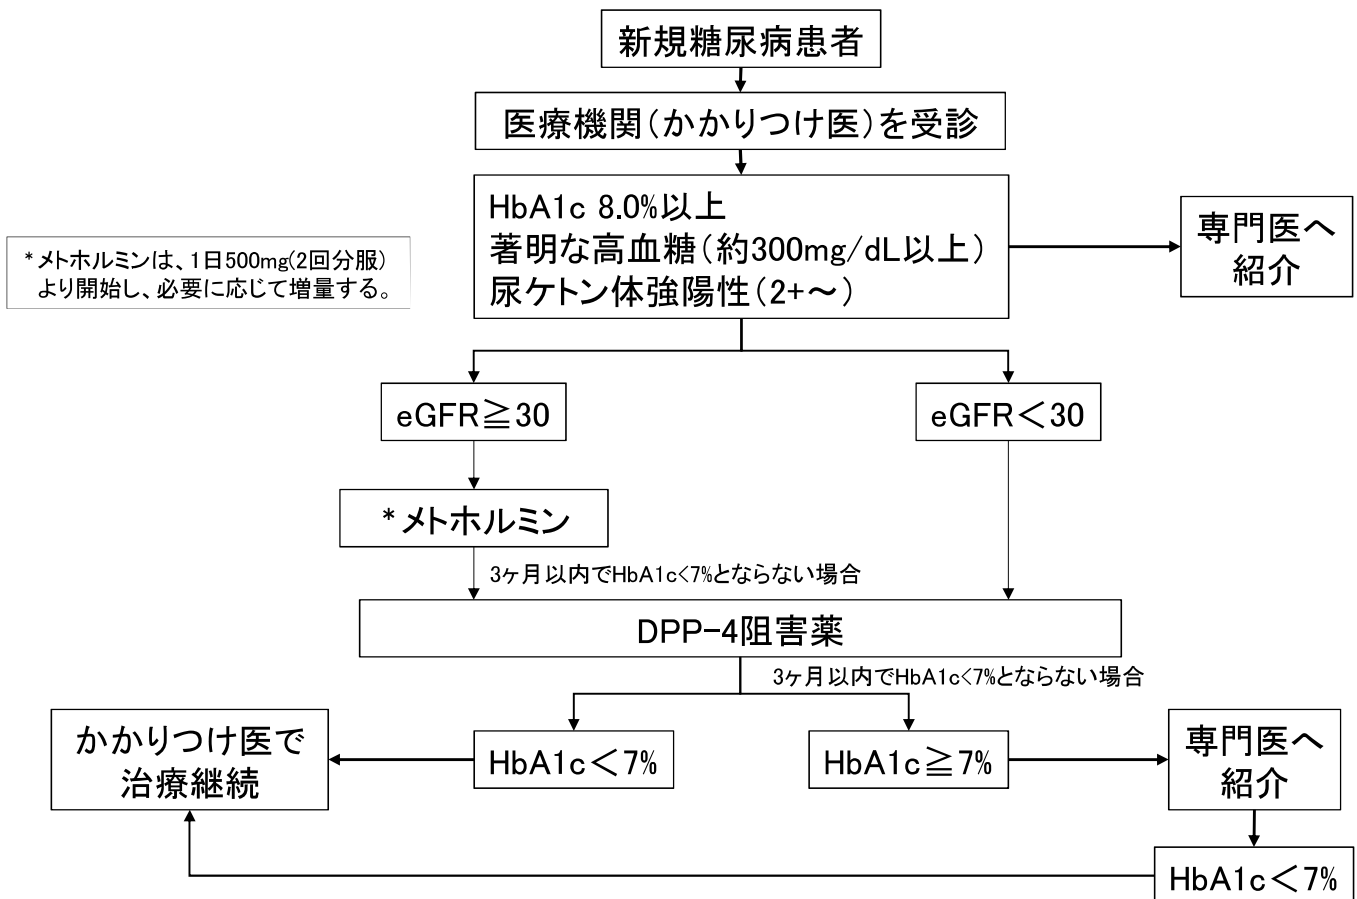 新規糖尿病患者
医療機関（かかりつけ医）を受診
HbA1c 8.0%以上
著明な高血糖（約300mg/dL以上）
尿ケトン体強陽性（2+～）
専門医へ
紹介
*メトホルミンは、1日500mg(2回分服)
より開始し、必要に応じて増量する。
eGFR≧30
eGFR＜30
*メトホルミン
3ヶ月以内でHbA1c<7%とならない場合
DPP-4阻害薬
3ヶ月以内でHbA1c<7%とならない場合
かかりつけ医で
治療継続
HbA1c＜7%
HbA1c≧7%
専門医へ
紹介
HbA1c＜7%